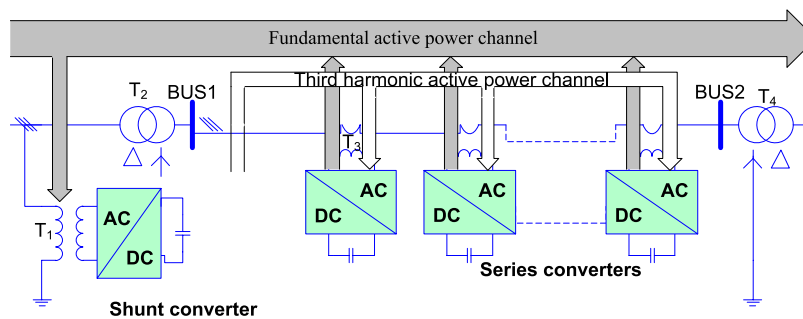 Fundamental active power channel
Third harmonic active power channel
T2
BUS1
BUS2
T4
T3
AC
DC
AC
DC
AC
DC
T1
AC
DC
Series converters
Shunt converter